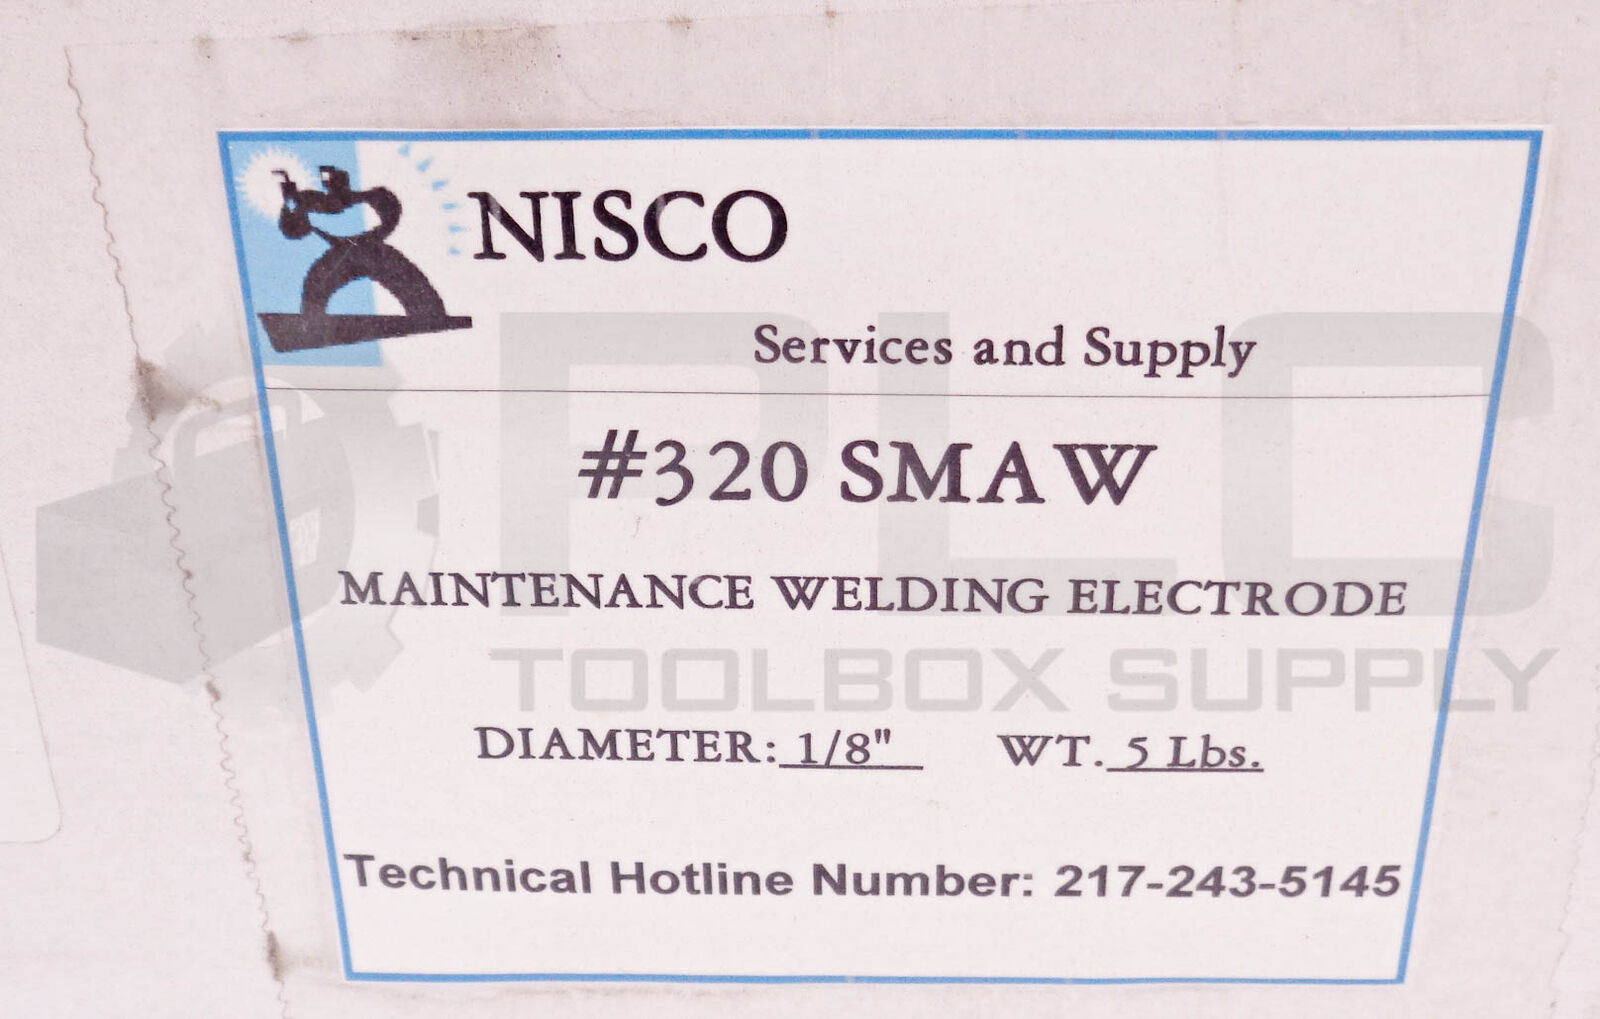 NISCO
Services and Supply
#320 SMAW
MAINTENANCE WELDING ELECTRODE
PLC
TOOLBOX SUPPLY
DIAMETER: 1/8" WT. 5 Lbs.
Technical Hotline Number: 217-243-5145